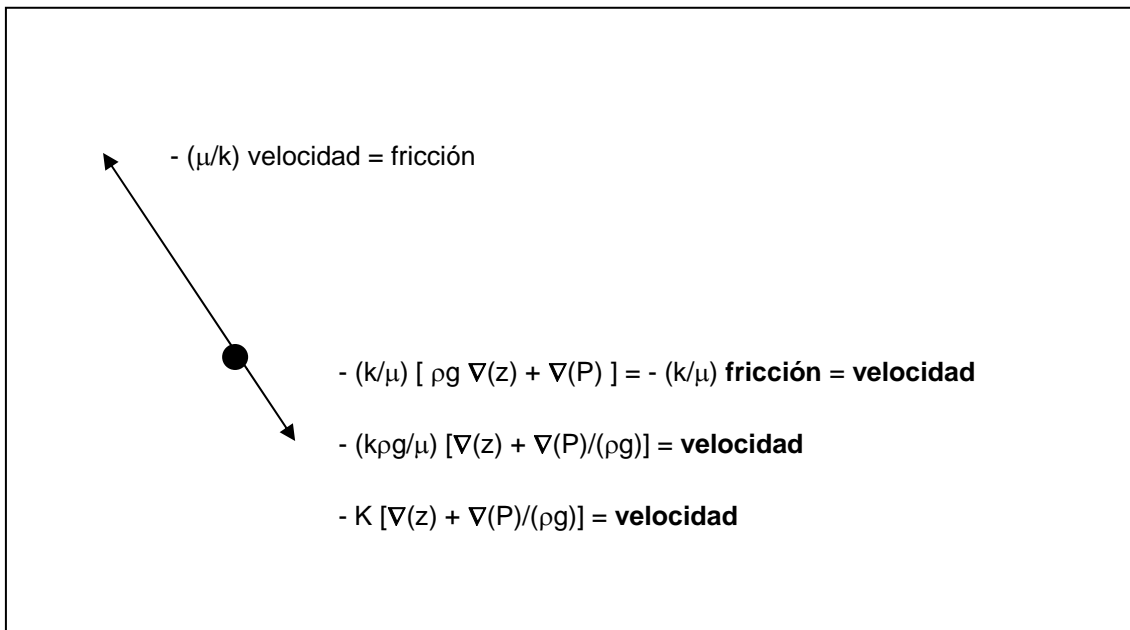 - (μ/k) velocidad = fricción
- (k/μ) [ ρg ∇(z) + ∇(P) ] = - (k/μ) fricción = velocidad
- (kρg/μ) [∇(z) + ∇(P)/(ρg)] = velocidad
- K [∇(z) + ∇(P)/(ρg)] = velocidad